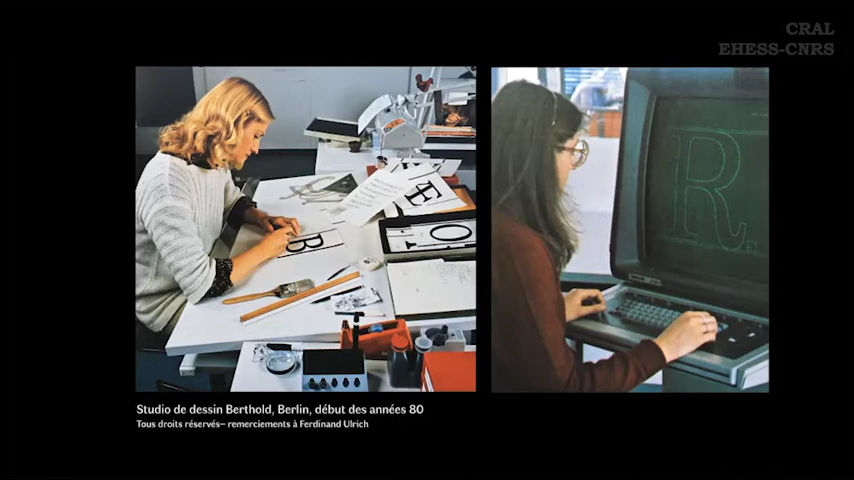 CRAL
EHESS-CNRS
B
Æ
O
R
Studio de dessin Berthold, Berlin, début des années 80
Tous droits réservés– remerciements à Ferdinand Ulrich